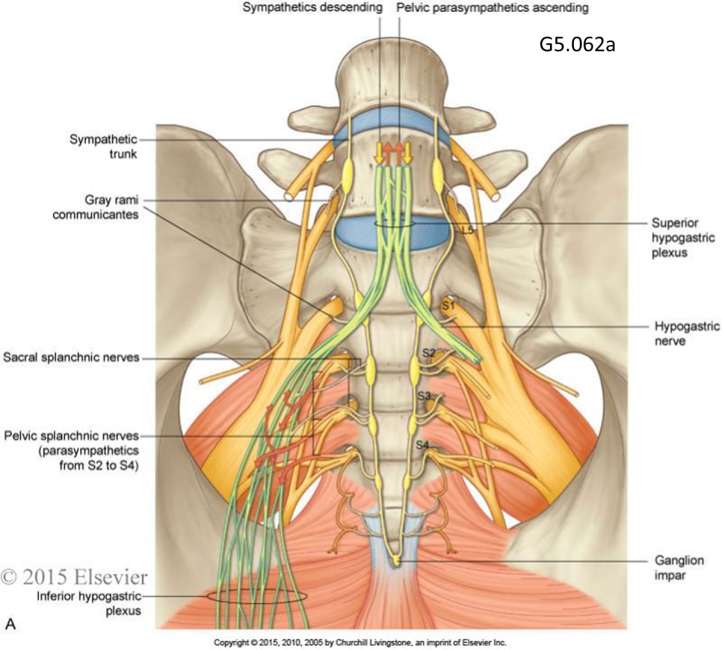 Sympathetics descending
Pelvic parasympathetics ascending
G5.062a
Sympathetic
trunk
Gray rami
communicantes
L5
Superior
hypogastric
plexus
S1
Hypogastric
nerve
S2
Sacral splanchnic nerves
S3
Pelvic splanchnic nerves
(parasympathetics
from S2 to S4)
S4
Ganglion
impar
© 2015 Elsevier
Inferior hypogastric
plexus
A
Copyright © 2015, 2010, 2005 by Churchill Livingstone, an imprint of Elsevier Inc.